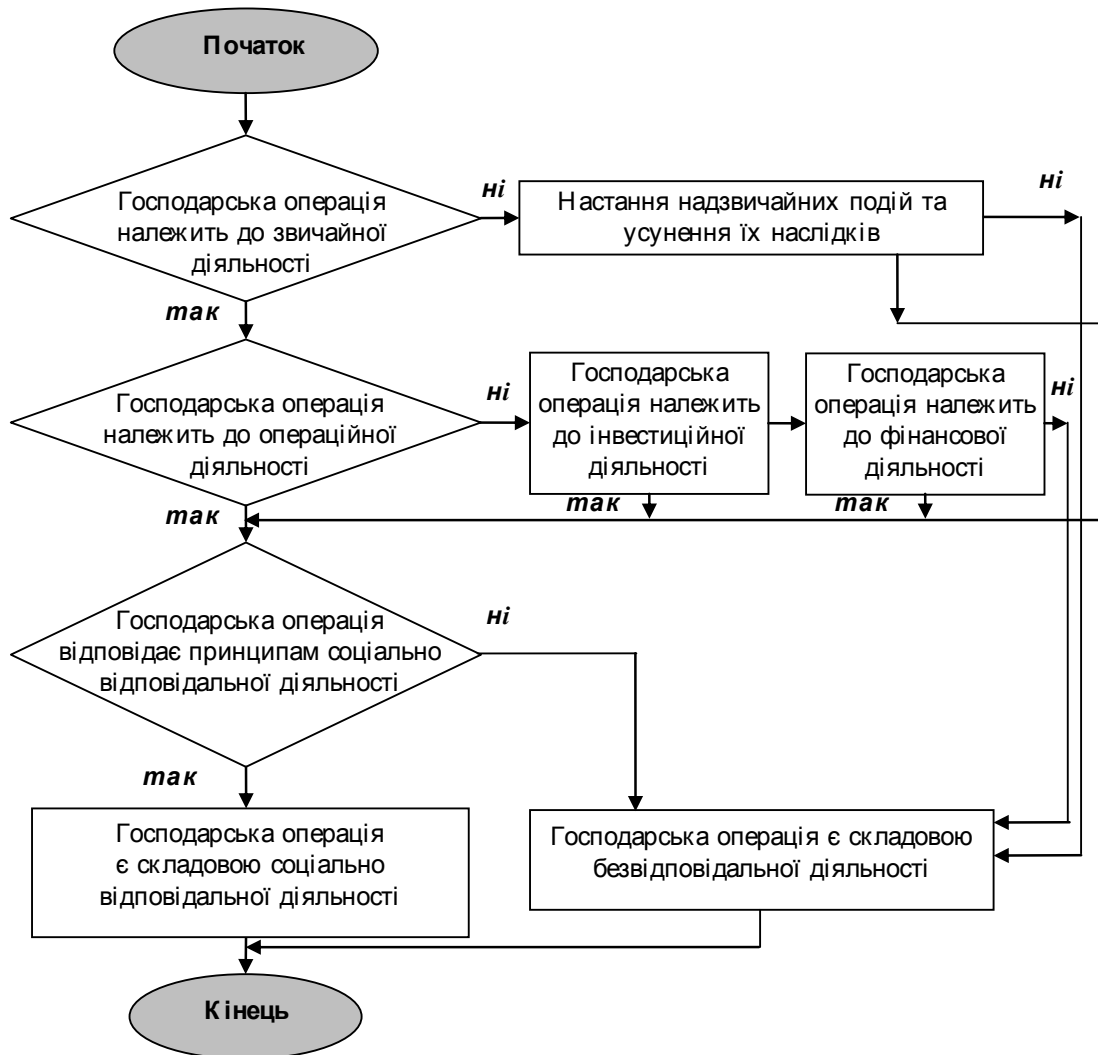 Початок
Господарська операція
належить до звичайної
діяльності
ні
Настання надзвичайних подій та
усунення їх наслідків
ні
так
Господарська операція
належить до операційної
діяльності
ні
Господарська
операція належить
до інвестиційної
діяльності
Господарська
операція належить
до фінансової
діяльності
ні
так
так
так
Господарська операція
відповідає принципам соціально
відповідальної діяльності
ні
так
Господарська операція
є складовою соціально
відповідальної діяльності
Господарська операція є складовою
безвідповідальної діяльності
Кінець